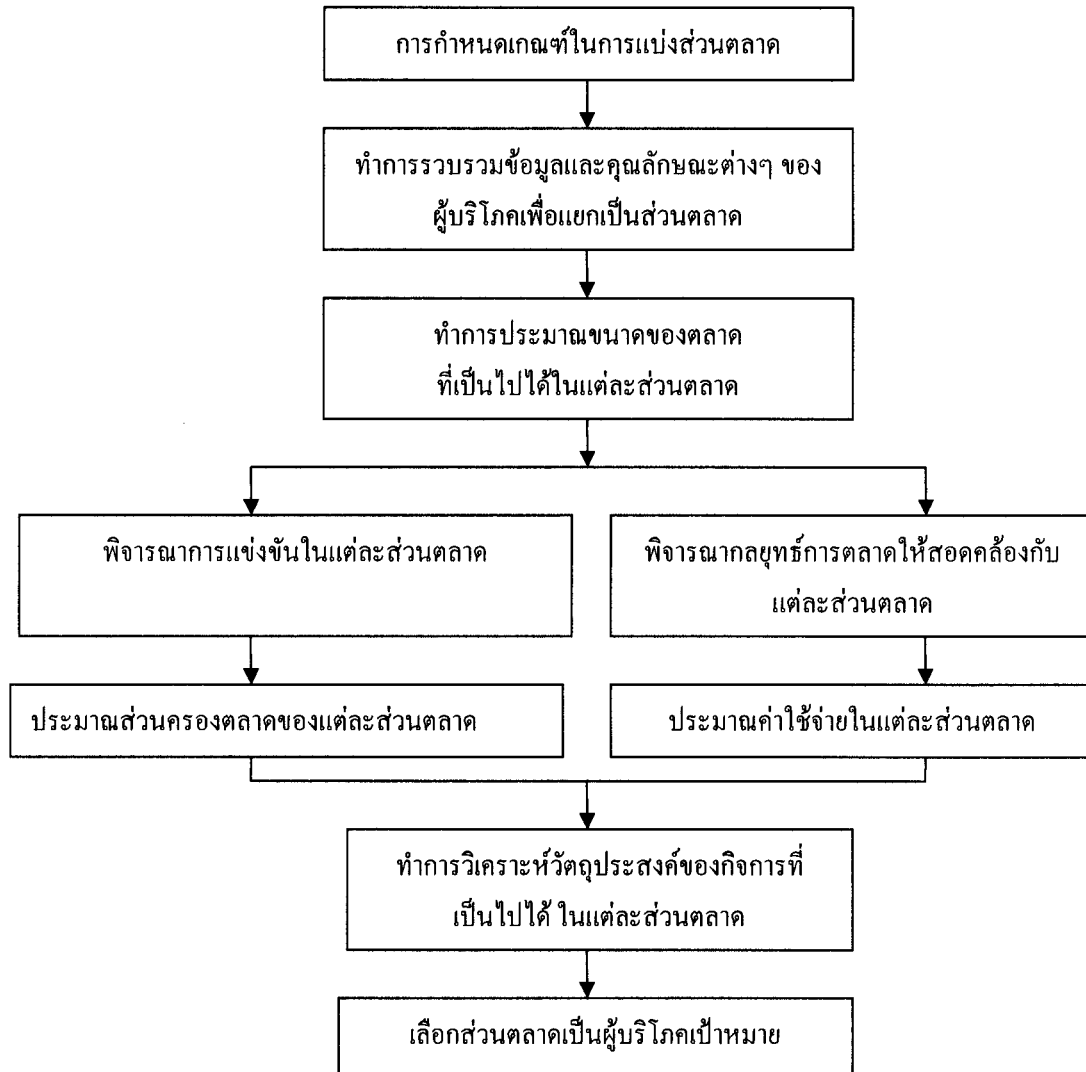 การกำหนดเกณฑ์ในการแบ่งส่วนตลาด
ทำการรวบรวมข้อมูลและคุณลักษณะต่างๆ ของ
ผู้บริโภคเพื่อแยกเป็นส่วนตลาด
ทำการประมาณขนาดของตลาด
ที่เป็นไปได้ในแต่ละส่วนตลาด
พิจารณาการแข่งขันในแต่ละส่วนตลาด
พิจารณากลยุทธ์การตลาดให้สอดคล้องกับ
แต่ละส่วนตลาด
ประมาณส่วนครองตลาดของแต่ละส่วนตลาด
ประมาณค่าใช้จ่ายในแต่ละส่วนตลาด
ทำการวิเคราะห์วัตถุประสงค์ของกิจการที่
เป็นไปได้ ในแต่ละส่วนตลาด
เลือกส่วนตลาดเป็นผู้บริโภคเป้าหมาย